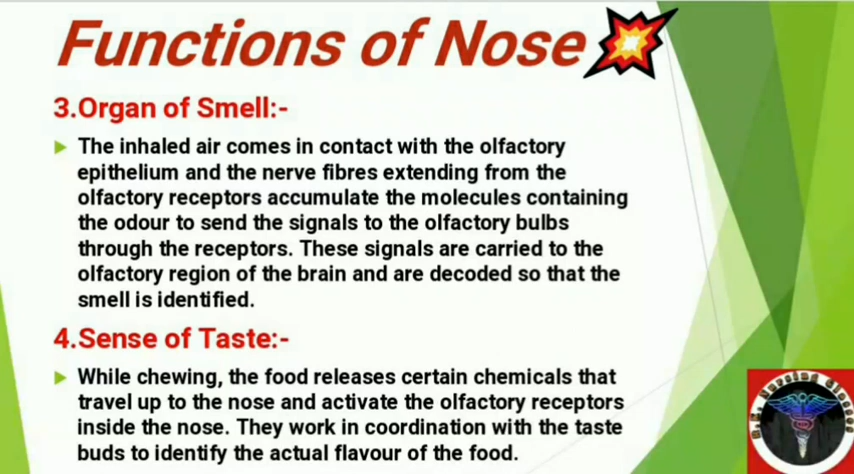 Functions of Nose
3.Organ of Smell:-
The inhaled air comes in contact with the olfactory
epithelium and the nerve fibres extending from the
olfactory receptors accumulate the molecules containing
the odour to send the signals to the olfactory bulbs
through the receptors. These signals are carried to the
olfactory region of the brain and are decoded so that the
smell is identified.
4.Sense of Taste:-
While chewing, the food releases certain chemicals that
travel up to the nose and activate the olfactory receptors
inside the nose. They work in coordination with the taste
buds to identify the actual flavour of the food.
Nursing Classes